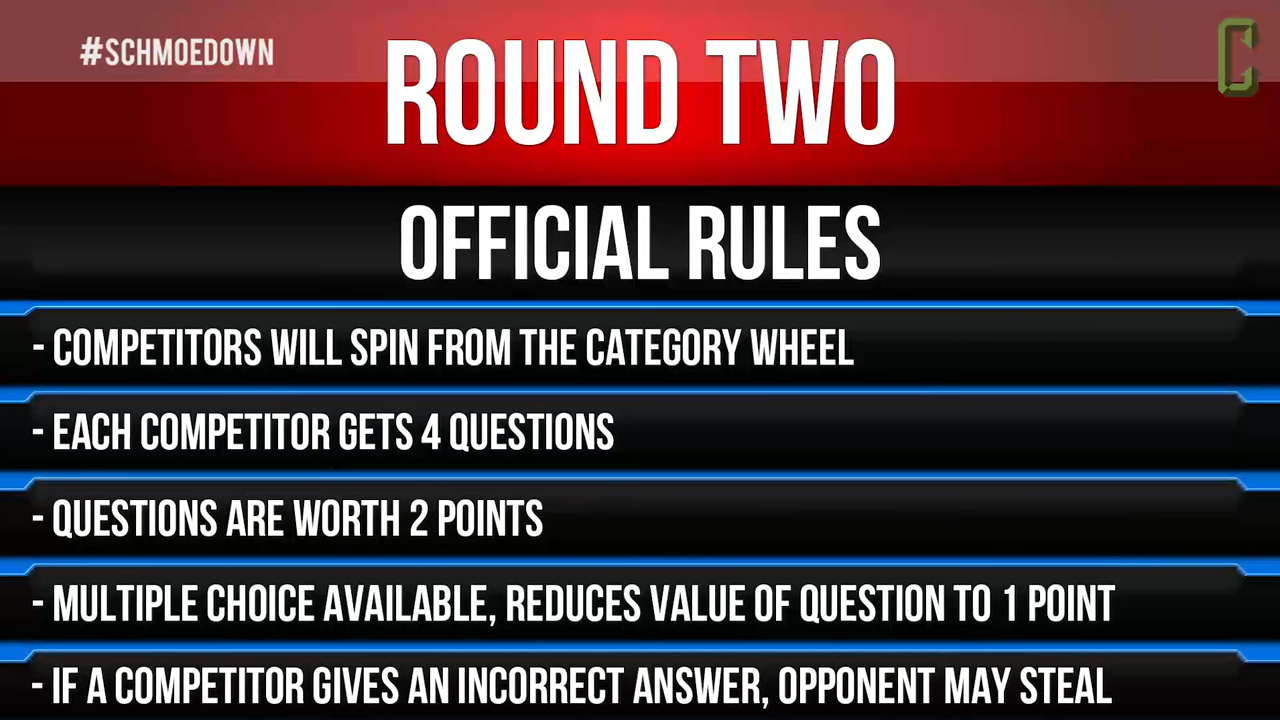 #SCHMOEDOWN
ROUND TWO
OFFICIAL RULES
- COMPETITORS WILL SPIN FROM THE CATEGORY WHEEL
- EACH COMPETITOR GETS 4 QUESTIONS
- QUESTIONS ARE WORTH 2 POINTS
- MULTIPLE CHOICE AVAILABLE, REDUCES VALUE OF QUESTION TO 1 POINT
- IF A COMPETITOR GIVES AN INCORRECT ANSWER, OPPONENT MAY STEAL
C